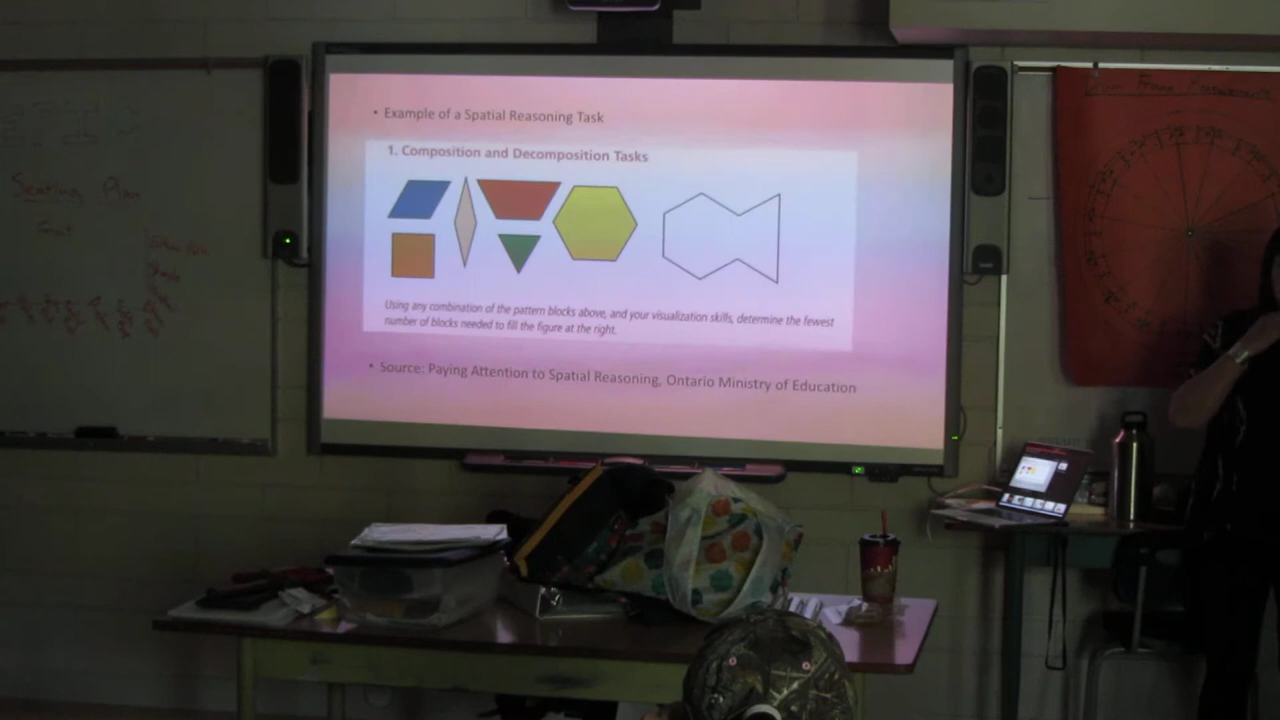 Seating Plan
• Example of a Spatial Reasoning Task
1. Composition and Decomposition Tasks
Using any combination of the pattern blocks above, and your visualization skills, determine the fewest
number of blocks needed to fill the figure at the right.
• Source: Paying Attention to Spatial Reasoning, Ontario Ministry of Education